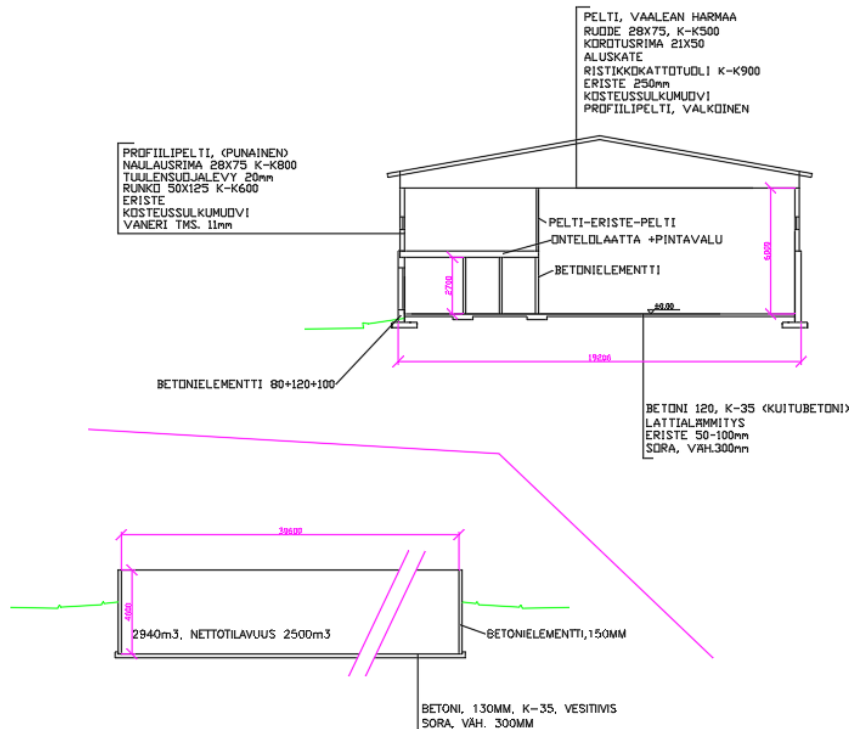 PELTI, VAALEAN HARMAA
RUODE 28X75, K-K500
KOROTUSRIMA 21X50
ALUSKATE
RISTIKKOKATTOTUOLI K-K900
ERISTE 250mm
KOSTEUSSULKUMUOVI
PROFIILIPELTI, VALKOINEN
PROFIILIPELTI, (PUNAINEN)
NAULAUSRIMA 28X75 K-K800
TUULENSUOJALEVY 20mm
RUNKO 50X125 K-K600
ERISTE
KOSTEUSSULKUMUOVI
VANERI TMS. 11mm
PELTI-ERISTE-PELTI
ONTELOLAATTA +PINTAVALU
BETONIELEMENTTI
2700
6000
±0.00
19200
BETONIELEMENTTI 80+120+100
BETONI 120, K-35 (KUITUBETONI)
LATTIALÄMMITYS
ERISTE 50-100mm
SORA, VÄH.300mm
4000
2940m3, NETTOTILAVUUS 2500m3
BETONIELEMENTTI,150MM
BETONI, 130MM, K-35, VESITIIVIS
SORA, VÄH. 300MM